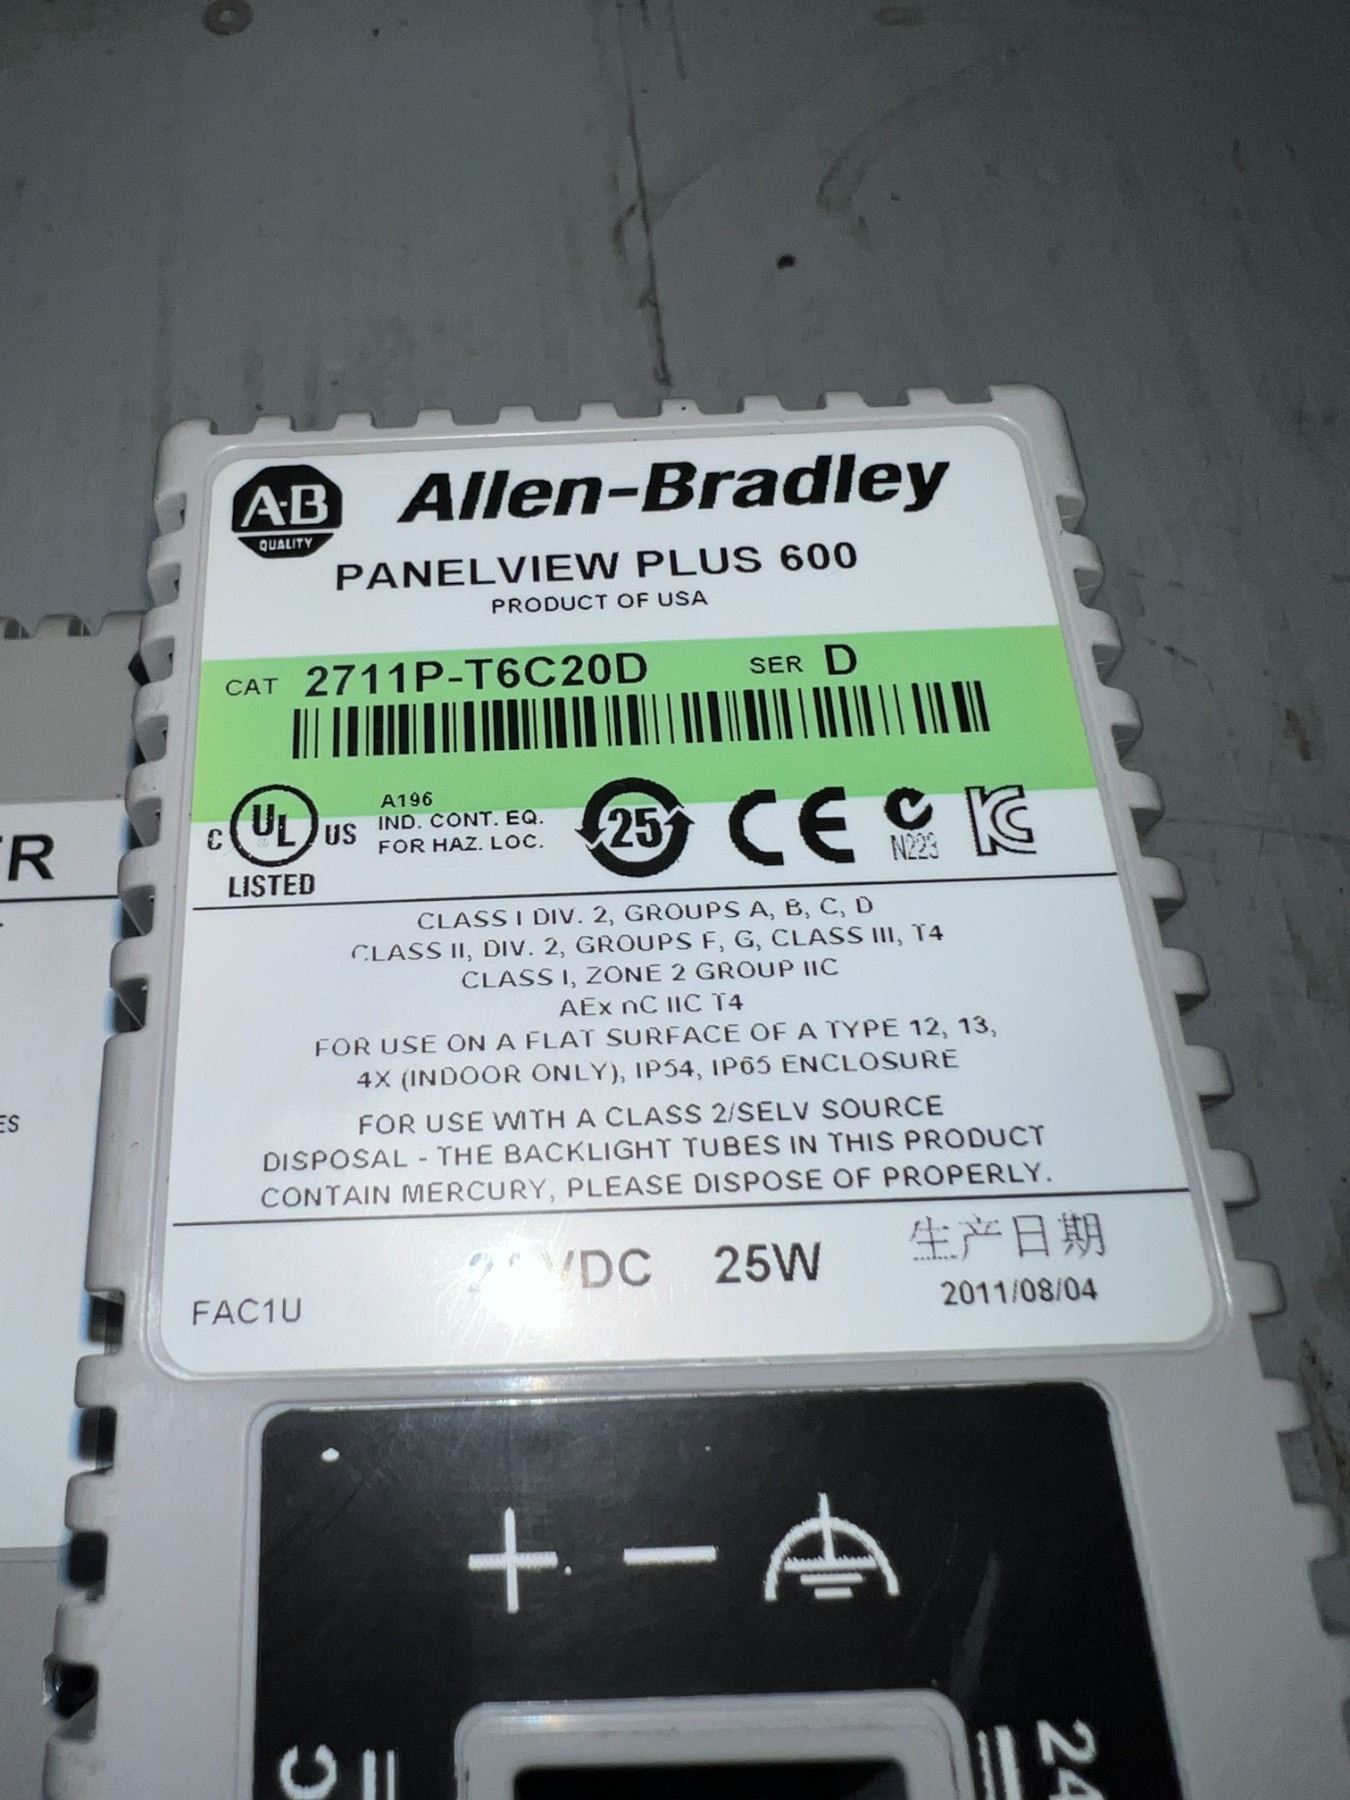 A-B
QUALITY
Allen-Bradley
PANELVIEW PLUS 600
PRODUCT OF USA
CAT 2711P-T6C20D SER D
C UL US
LISTED
A196
IND. CONT. EQ.
FOR HAZ. LOC.
25
CE
N223
KC
CLASS I DIV. 2, GROUPS A, B, C, D
CLASS II, DIV. 2, GROUPS F, G, CLASS III, T4
CLASS I, ZONE 2 GROUP IIC
AEx nC IIC T4
FOR USE ON A FLAT SURFACE OF A TYPE 12, 13,
4X (INDOOR ONLY), IP54, IP65 ENCLOSURE
FOR USE WITH A CLASS 2/SELV SOURCE
DISPOSAL - THE BACKLIGHT TUBES IN THIS PRODUCT
CONTAIN MERCURY, PLEASE DISPOSE OF PROPERLY.
VDC 25W
生产日期
2011/08/04
FAC1U
+ -
C
24
R
ES